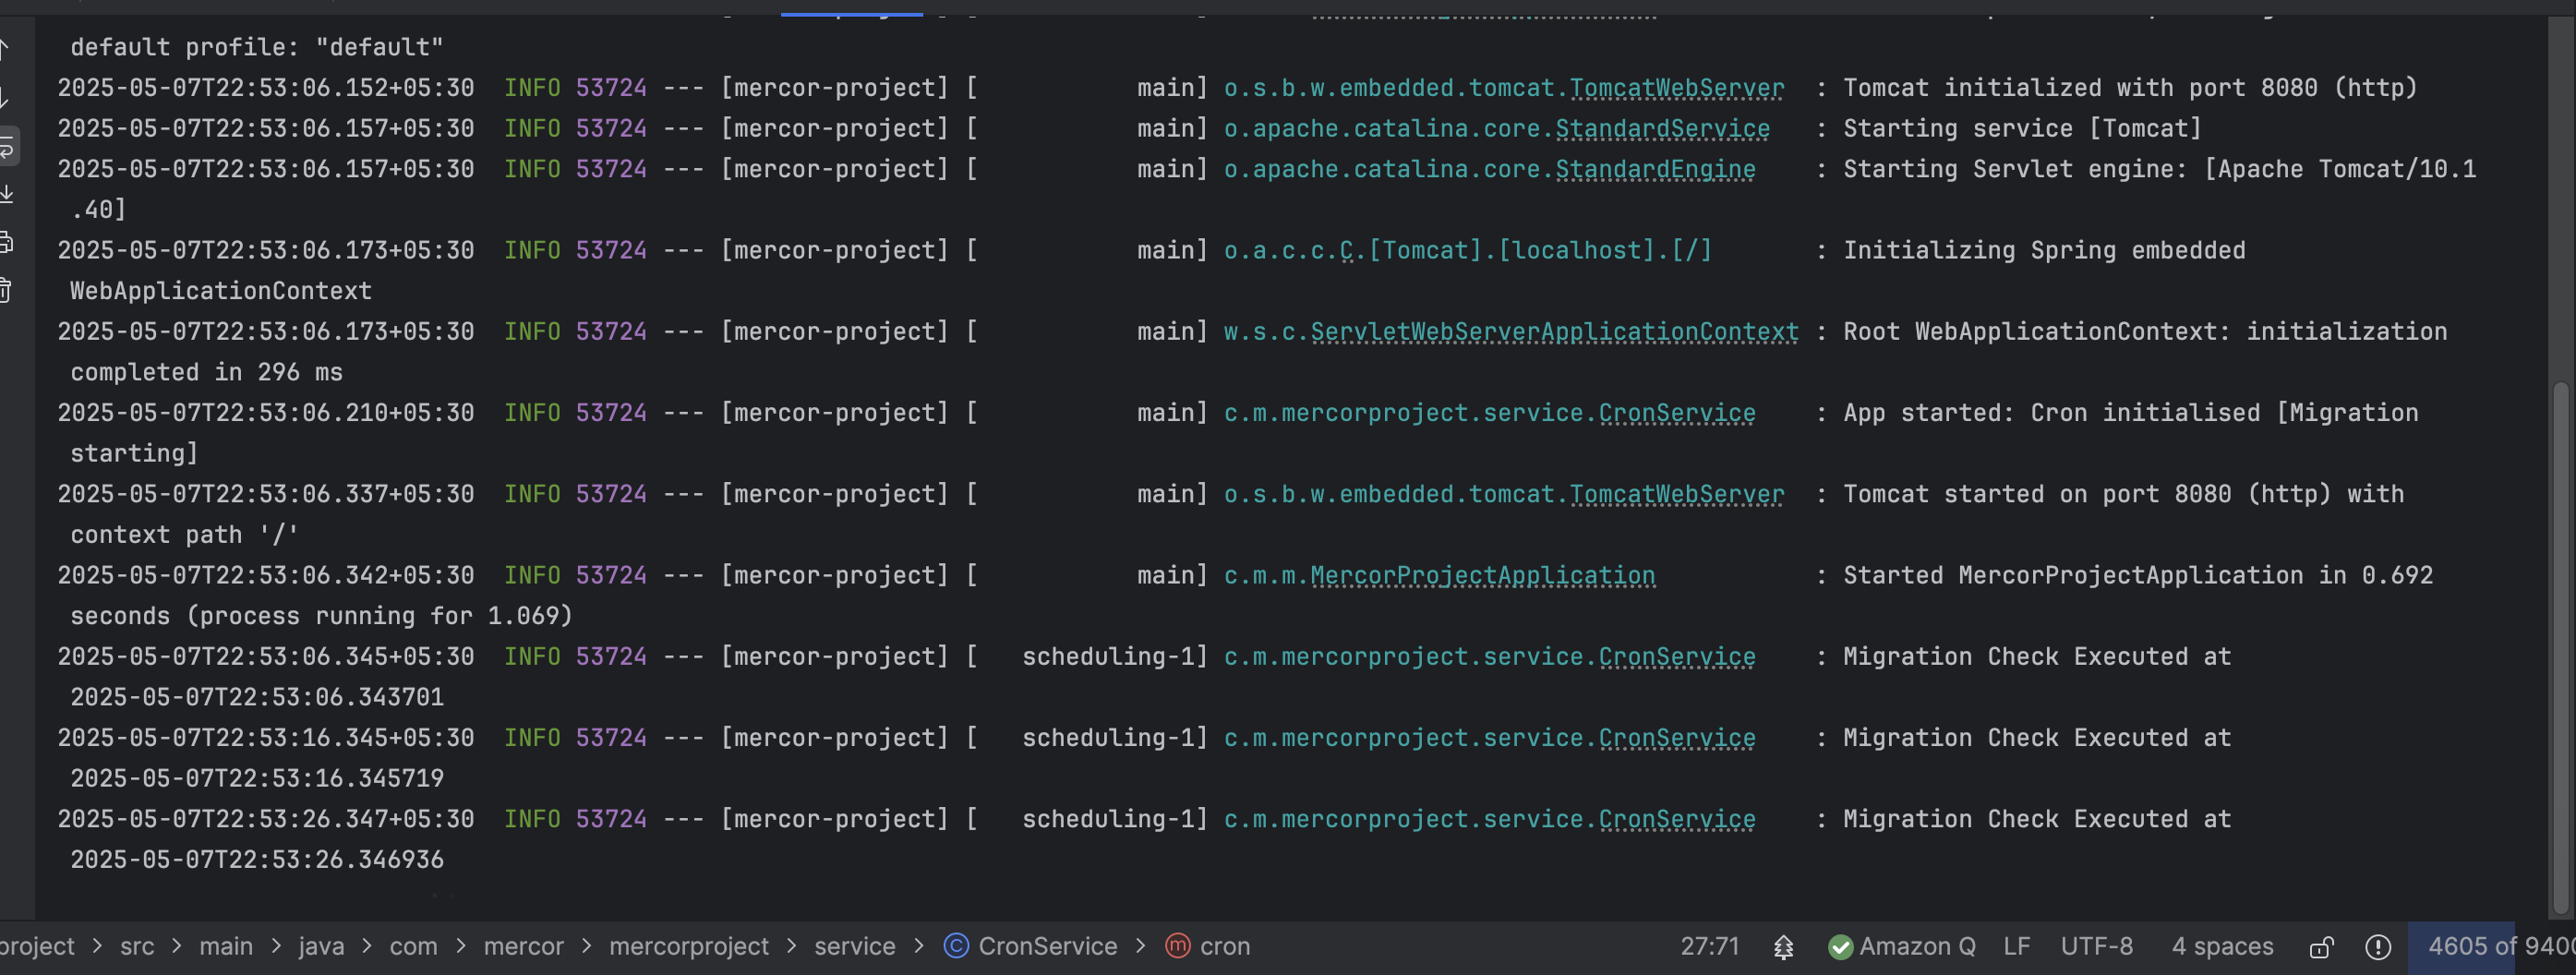 default profile: "default"
2025-05-07T22:53:06.152+05:30  INFO 53724 --- [mercor-project] [           main] o.s.b.w.embedded.tomcat.TomcatWebServer  : Tomcat initialized with port 8080 (http)
2025-05-07T22:53:06.157+05:30  INFO 53724 --- [mercor-project] [           main] o.apache.catalina.core.StandardService   : Starting service [Tomcat]
2025-05-07T22:53:06.157+05:30  INFO 53724 --- [mercor-project] [           main] o.apache.catalina.core.StandardEngine    : Starting Servlet engine: [Apache Tomcat/10.1
.40]
2025-05-07T22:53:06.173+05:30  INFO 53724 --- [mercor-project] [           main] o.a.c.c.C.[Tomcat].[localhost].[/]       : Initializing Spring embedded
WebApplicationContext
2025-05-07T22:53:06.173+05:30  INFO 53724 --- [mercor-project] [           main] w.s.c.ServletWebServerApplicationContext : Root WebApplicationContext: initialization
completed in 296 ms
2025-05-07T22:53:06.210+05:30  INFO 53724 --- [mercor-project] [           main] c.m.mercorproject.service.CronService    : App started: Cron initialised [Migration
starting]
2025-05-07T22:53:06.337+05:30  INFO 53724 --- [mercor-project] [           main] o.s.b.w.embedded.tomcat.TomcatWebServer  : Tomcat started on port 8080 (http) with
context path '/'
2025-05-07T22:53:06.342+05:30  INFO 53724 --- [mercor-project] [           main] c.m.m.MercorProjectApplication           : Started MercorProjectApplication in 0.692
seconds (process running for 1.069)
2025-05-07T22:53:06.345+05:30  INFO 53724 --- [mercor-project] [   scheduling-1] c.m.mercorproject.service.CronService    : Migration Check Executed at
2025-05-07T22:53:06.343701
2025-05-07T22:53:16.345+05:30  INFO 53724 --- [mercor-project] [   scheduling-1] c.m.mercorproject.service.CronService    : Migration Check Executed at
2025-05-07T22:53:16.345719
2025-05-07T22:53:26.347+05:30  INFO 53724 --- [mercor-project] [   scheduling-1] c.m.mercorproject.service.CronService    : Migration Check Executed at
2025-05-07T22:53:26.346936
project > src > main > java > com > mercor > mercorproject > service > CronService > cron 27:71 Amazon Q LF UTF-8 4 spaces 4605 of 9400